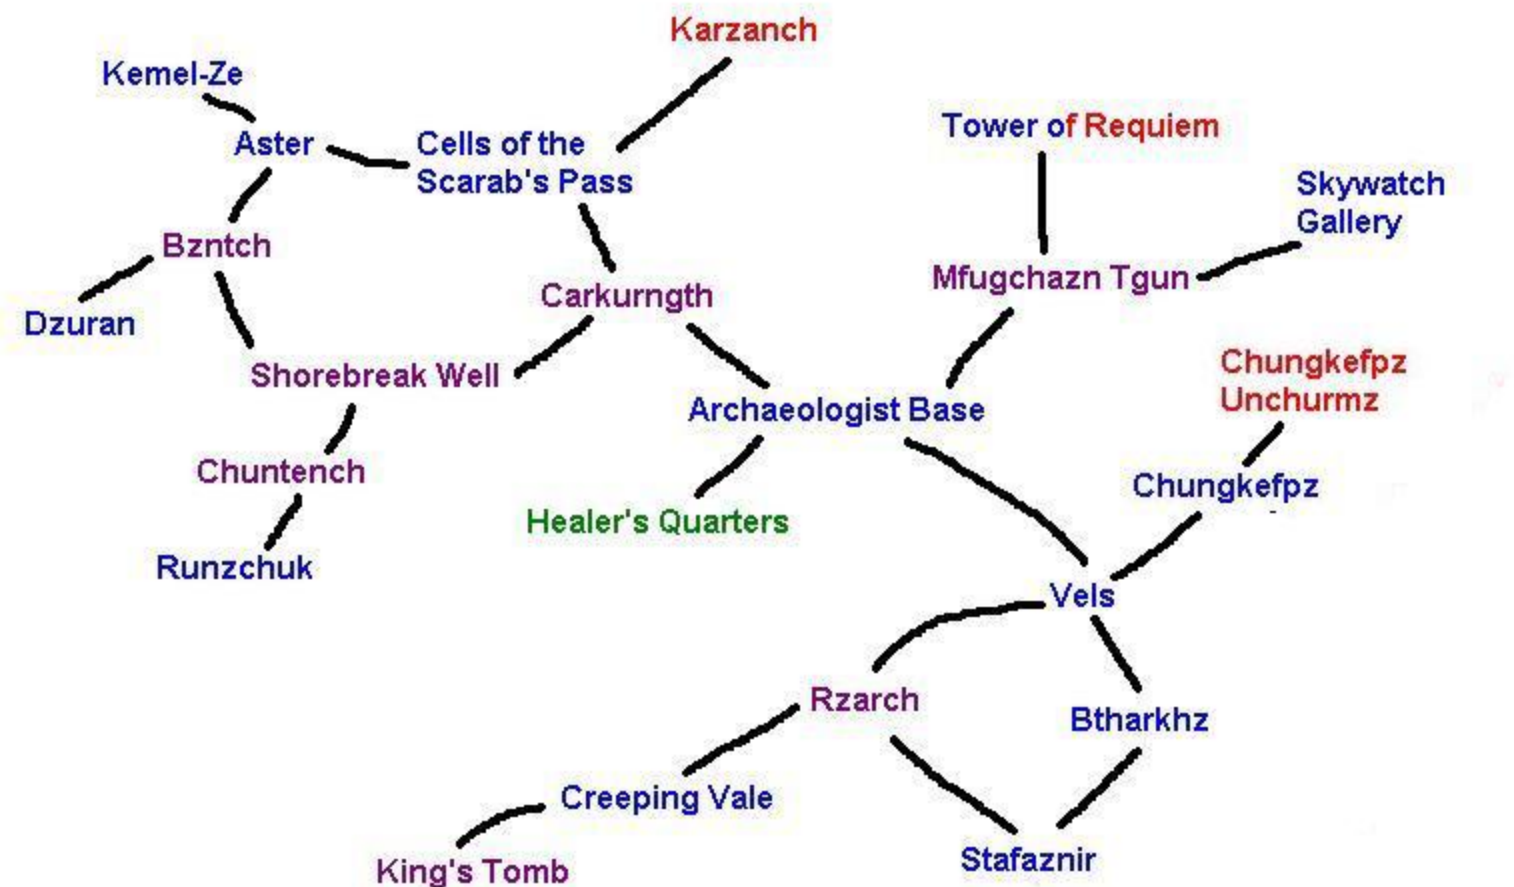 Karzanch
Kemel-Ze
Tower of Requiem
Aster
Cells of the
Scarab's Pass
Skywatch
Gallery
Bzntch
Mfugchazn Tgun
Carkurngth
Dzuran
Shorebreak Well
Chungkefpz
Unchurmz
Archaeologist Base
Chuntench
Chungkefpz
Healer's Quarters
Runzchuk
Vels
Rzarch
Btharkhz
Creeping Vale
Stafaznir
King's Tomb